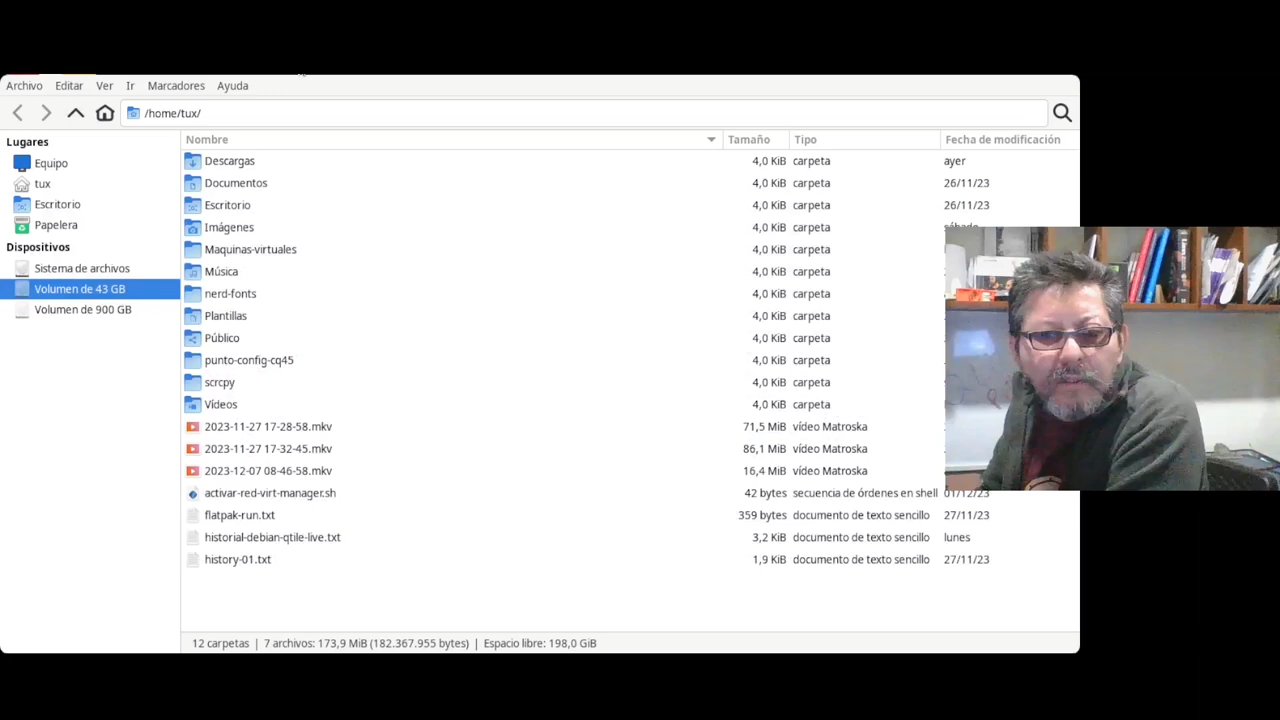 Archivo Editar Ver Ir Marcadores Ayuda
/home/tux/
Lugares
Equipo
tux
Escritorio
Papelera
Dispositivos
Sistema de archivos
Volumen de 43 GB
Volumen de 900 GB
Nombre Tamaño Tipo Fecha de modificación
Descargas 4,0 KiB carpeta ayer
Documentos 4,0 KiB carpeta 26/11/23
Escritorio 4,0 KiB carpeta 26/11/23
Imágenes 4,0 KiB carpeta sábado
Maquinas-virtuales 4,0 KiB carpeta
Música 4,0 KiB carpeta
nerd-fonts 4,0 KiB carpeta
Plantillas 4,0 KiB carpeta
Público 4,0 KiB carpeta
punto-config-cq45 4,0 KiB carpeta
scrcpy 4,0 KiB carpeta
Vídeos 4,0 KiB carpeta
2023-11-27 17-28-58.mkv 71,5 MiB vídeo Matroska
2023-11-27 17-32-45.mkv 86,1 MiB vídeo Matroska
2023-12-07 08-46-58.mkv 16,4 MiB vídeo Matroska
activar-red-virt-manager.sh 42 bytes secuencia de órdenes en shell 01/12/23
flatpak-run.txt 359 bytes documento de texto sencillo 27/11/23
historial-debian-qtile-live.txt 3,2 KiB documento de texto sencillo lunes
history-01.txt 1,9 KiB documento de texto sencillo 27/11/23
12 carpetas | 7 archivos: 173,9 MiB (182.367.955 bytes) | Espacio libre: 198,0 GiB